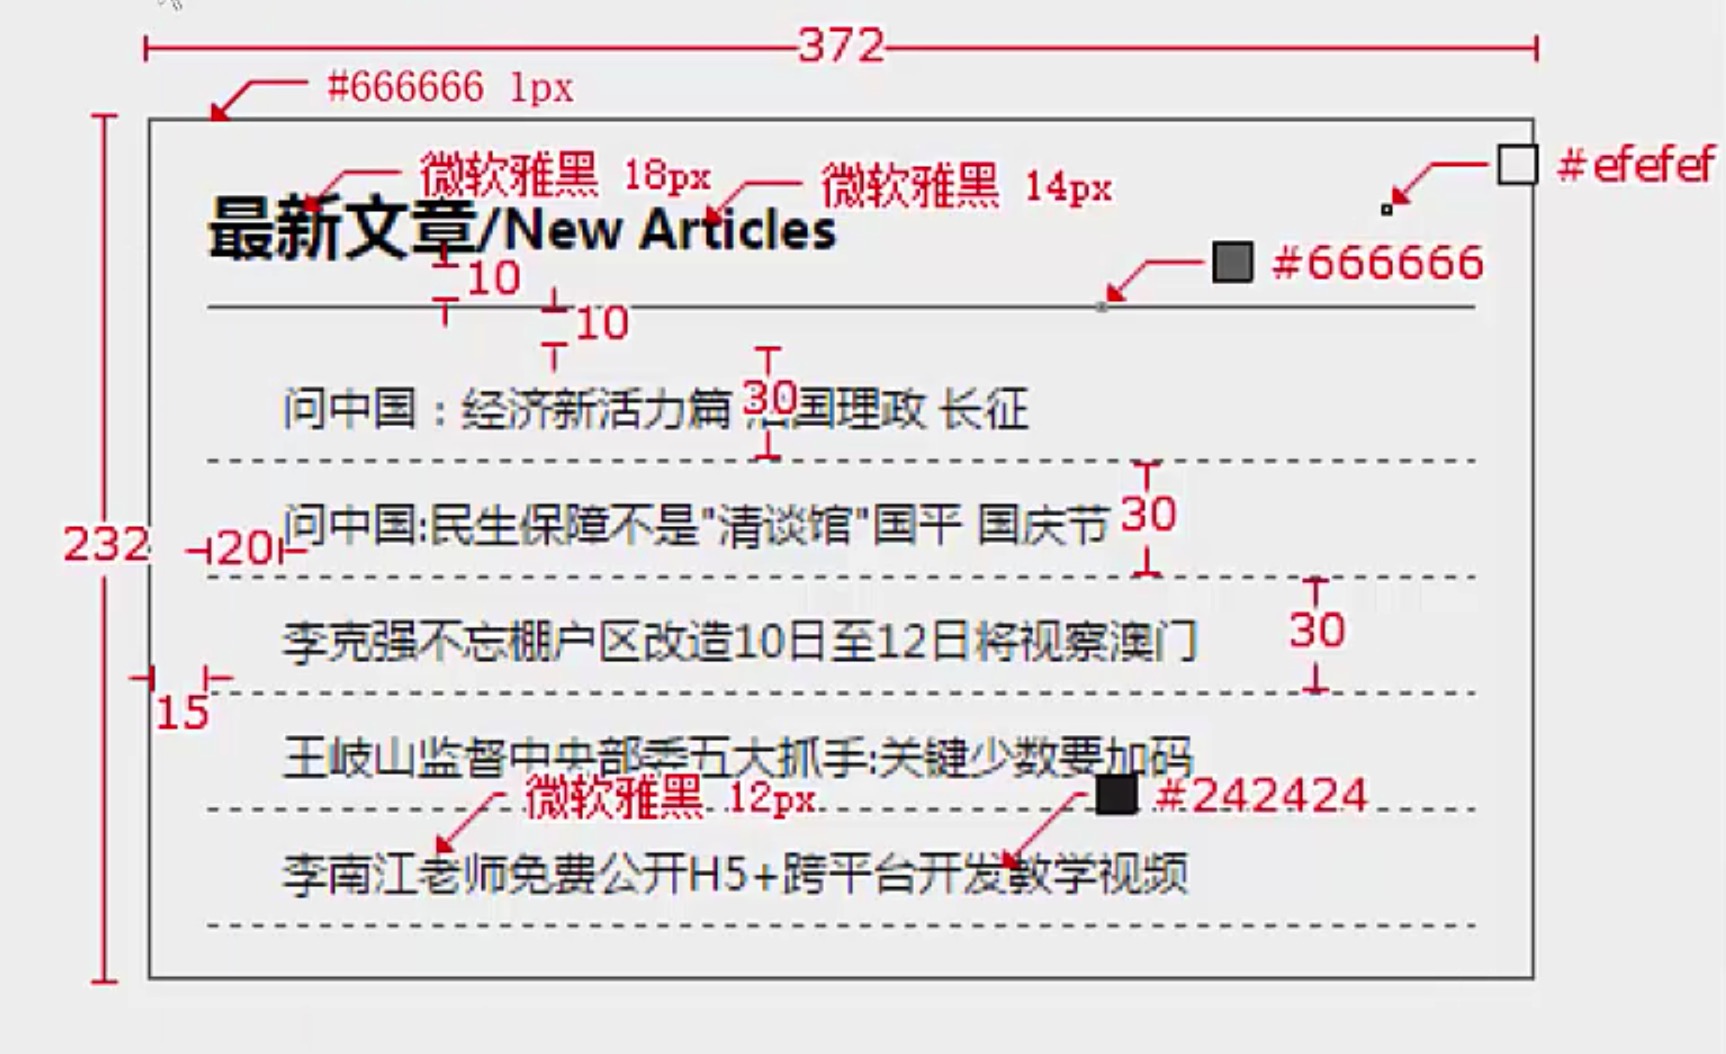 372
#666666 1px
微软雅黑 18px
微软雅黑 14px
#efefef
最新文章/New Articles
10
#666666
10
30
问中国：经济新活力篇 国理政 长征
232
20
问中国:民生保障不是"清谈馆"国平 国庆节
30
李克强不忘棚户区改造10日至12日将视察澳门
30
15
王岐山监督中央部委五大抓手:关键少数要加码
微软雅黑 12px
#242424
李南江老师免费公开H5+跨平台开发教学视频